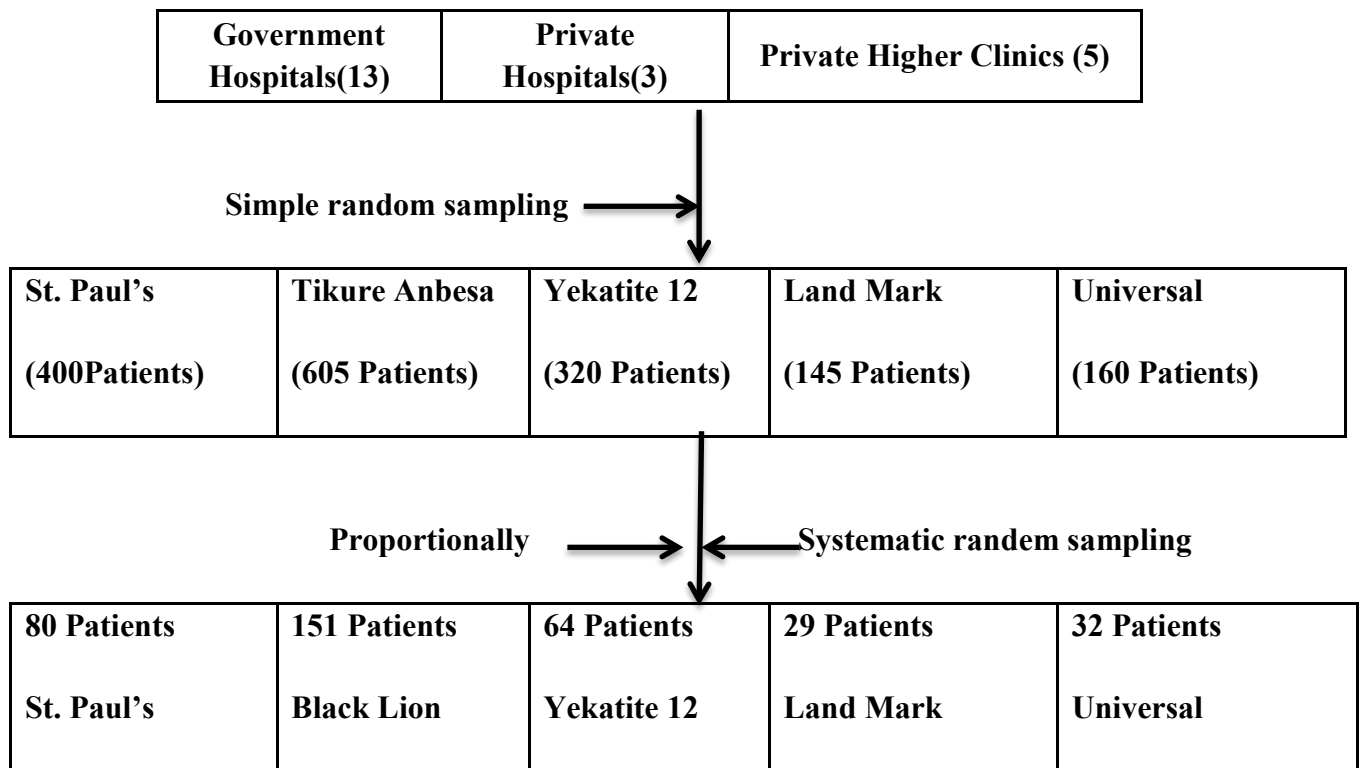 Government
Hospitals(13)
Private
Hospitals(3)
Private Higher Clinics (5)
Simple random sampling
St. Paul’s
(400Patients)
Tikure Anbesa
(605 Patients)
Yekatite 12
(320 Patients)
Land Mark
(145 Patients)
Universal
(160 Patients)
Proportionally
Systematic randem sampling
80 Patients
St. Paul’s
151 Patients
Black Lion
64 Patients
Yekatite 12
29 Patients
Land Mark
32 Patients
Universal